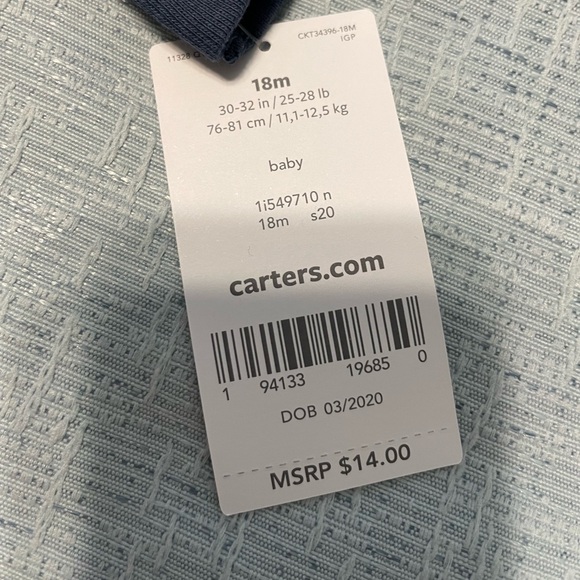 CKT34396-18M
IGP
11328
18m
30-32 in / 25-28 lb
76-81 cm / 11,1-12,5 kg
baby
1i549710 n
18m s20
carters.com
1 94133 19685 0
DOB 03/2020
MSRP $14.00